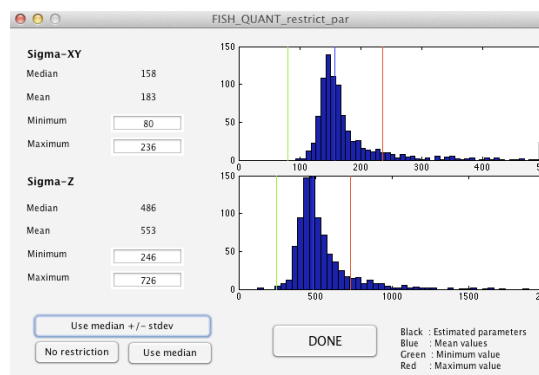 FISH_QUANT_restrict_par
Sigma-XY
Median 158
Mean 183
Minimum 80
Maximum 236
150
100
50
0
0 100 200 300 400
Sigma-Z
Median 486
Mean 553
Minimum 246
Maximum 726
150
100
50
0
0 500 1000 1500
Use median +/- stdev
No restriction
Use median
DONE
Black : Estimated parameters
Blue : Mean values
Green : Minimum value
Red : Maximum value